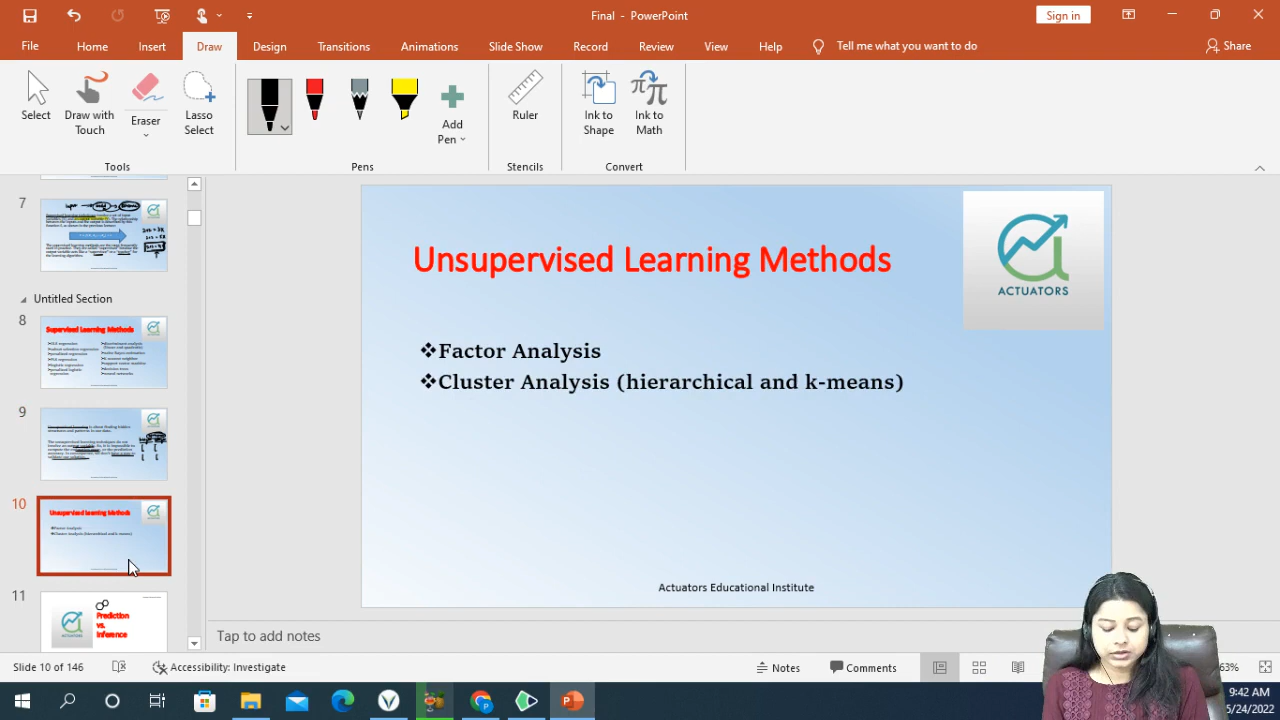 Final - PowerPoint
Sign in
File Home Insert Draw Design Transitions Animations Slide Show Record Review View Help Tell me what you want to do Share
Select
Draw with Touch
Eraser
Lasso Select
Add Pen
Ruler
Ink to Shape
Ink to Math
Tools Pens Stencils Convert
7
Untitled Section
8
Supervised Learning Methods
9
10
Unsupervised Learning Methods
11
Prediction
vs.
Inference
Unsupervised Learning Methods
ACTUATORS
❖Factor Analysis
❖Cluster Analysis (hierarchical and k-means)
Actuators Educational Institute
Tap to add notes
Slide 10 of 146 Accessibility: Investigate Notes Comments 63%
9:42 AM
5/24/2022